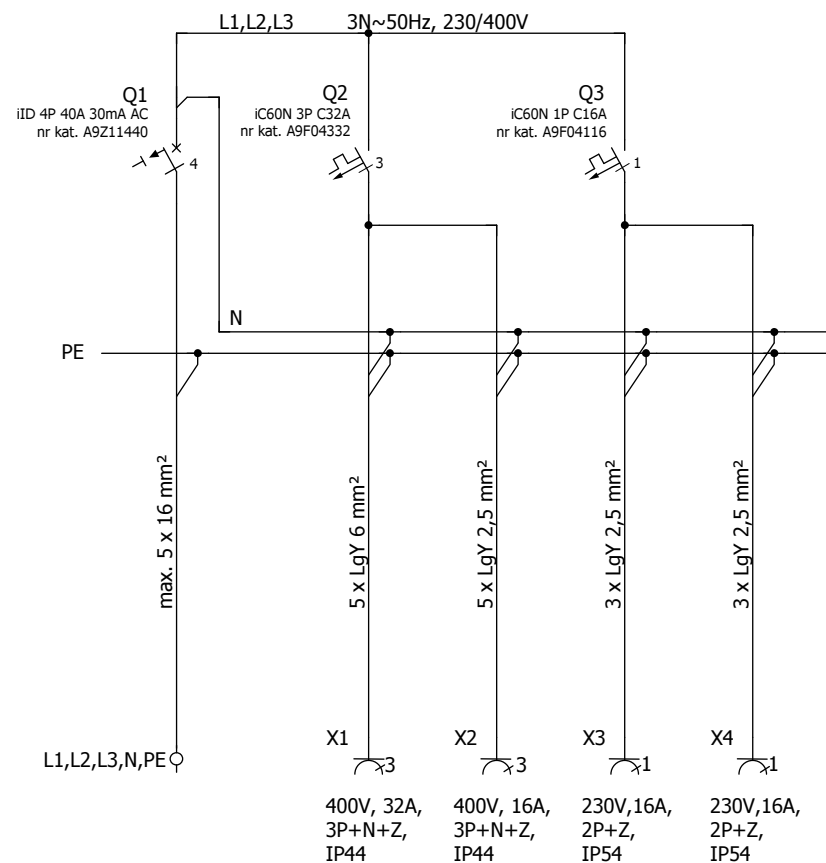 L1,L2,L3
3N~50Hz, 230/400V
Q1
iID 4P 40A 30mA AC
nr kat. A9Z11440
4
Q2
iC60N 3P C32A
nr kat. A9F04332
3
Q3
iC60N 1P C16A
nr kat. A9F04116
1
N
PE
max. 5 x 16 mm²
5 x LgY 6 mm²
5 x LgY 2,5 mm²
3 x LgY 2,5 mm²
3 x LgY 2,5 mm²
L1,L2,L3,N,PE
X1
3
400V, 32A,
3P+N+Z,
IP44
X2
3
400V, 16A,
3P+N+Z,
IP44
X3
1
230V,16A,
2P+Z,
IP54
X4
1
230V,16A,
2P+Z,
IP54